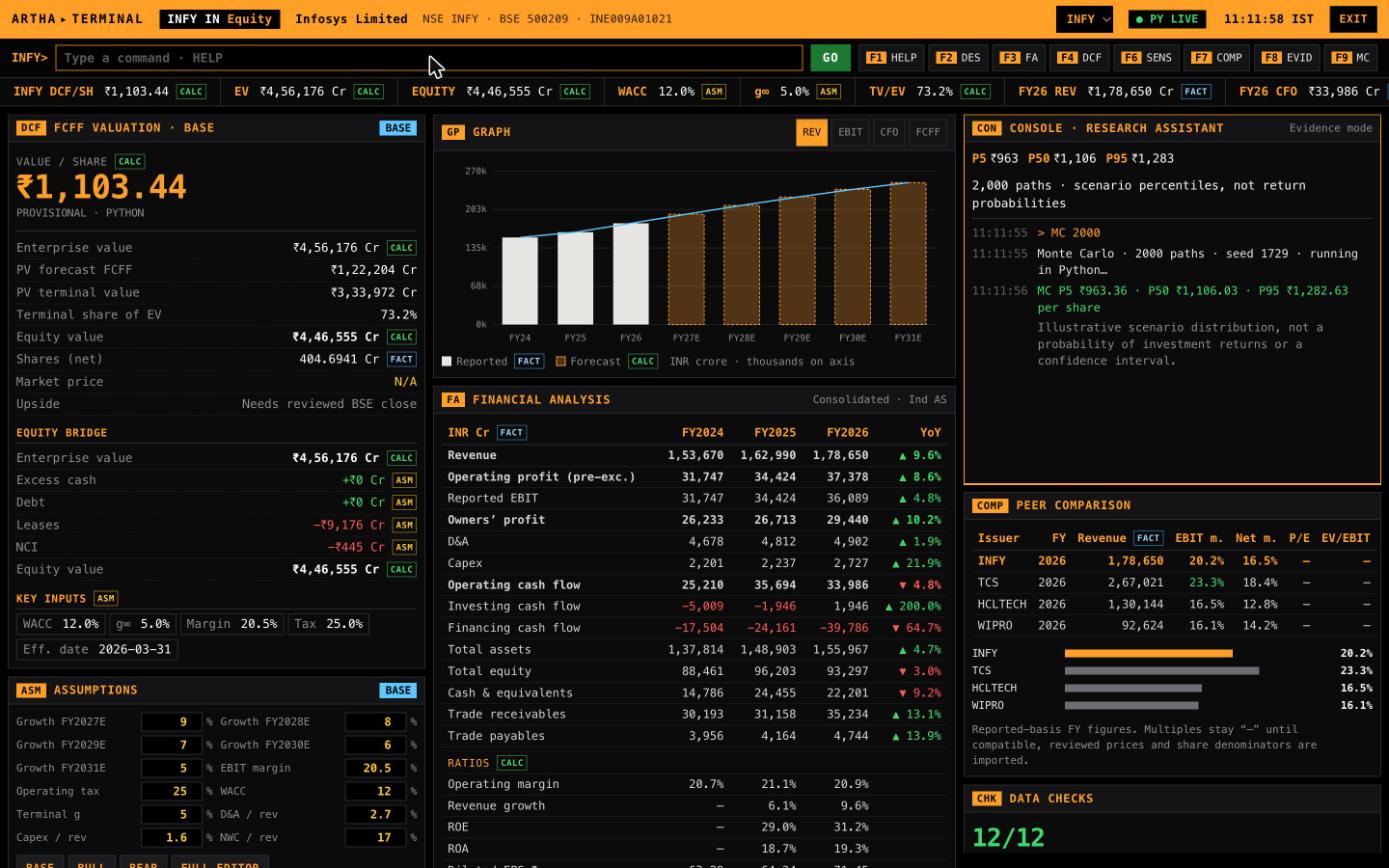 ARTHA ▸ TERMINAL INFY IN Equity Infosys Limited NSE INFY · BSE 500209 · INE009A01021 INFY ● PY LIVE 11:11:58 IST EXIT
INFY> Type a command · HELP GO F1 HELP F2 DES F3 FA F4 DCF F6 SENS F7 COMP F8 EVID F9 MC
INFY DCF/SH ₹1,103.44 CALC EV ₹4,56,176 Cr CALC EQUITY ₹4,46,555 Cr CALC WACC 12.0% ASM g∞ 5.0% ASM TV/EV 73.2% CALC FY26 REV ₹1,78,650 Cr FACT FY26 CFO ₹33,986 Cr
DCF FCFF VALUATION · BASE BASE
VALUE / SHARE CALC
₹1,103.44
PROVISIONAL · PYTHON
Enterprise value ₹4,56,176 Cr CALC
PV forecast FCFF ₹1,22,204 Cr
PV terminal value ₹3,33,972 Cr
Terminal share of EV 73.2%
Equity value ₹4,46,555 Cr CALC
Shares (net) 404.6941 Cr FACT
Market price N/A
Upside Needs reviewed BSE close
EQUITY BRIDGE
Enterprise value ₹4,56,176 Cr CALC
Excess cash +₹0 Cr ASM
Debt +₹0 Cr ASM
Leases −₹9,176 Cr ASM
NCI −₹445 Cr ASM
Equity value ₹4,46,555 Cr CALC
KEY INPUTS ASM
WACC 12.0% g∞ 5.0% Margin 20.5% Tax 25.0%
Eff. date 2026-03-31
ASM ASSUMPTIONS BASE
Growth FY2027E 9 % Growth FY2028E 8 %
Growth FY2029E 7 % Growth FY2030E 6 %
Growth FY2031E 5 % EBIT margin 20.5 %
Operating tax 25 % WACC 12 %
Terminal g 5 % D&A / rev 2.7 %
Capex / rev 1.6 % NWC / rev 17 %
BASE BULL BEAR FULL EDITOR
GP GRAPH REV EBIT CFO FCFF
270k
203k
135k
68k
0k
FY24 FY25 FY26 FY27E FY28E FY29E FY30E FY31E
Reported FACT Forecast CALC INR crore · thousands on axis
FA FINANCIAL ANALYSIS Consolidated · Ind AS
INR Cr FACT FY2024 FY2025 FY2026 YoY
Revenue 1,53,670 1,62,990 1,78,650 ▲ 9.6%
Operating profit (pre-exc.) 31,747 34,424 37,378 ▲ 8.6%
Reported EBIT 31,747 34,424 36,089 ▲ 4.8%
Owners’ profit 26,233 26,713 29,440 ▲ 10.2%
D&A 4,678 4,812 4,902 ▲ 1.9%
Capex 2,201 2,237 2,727 ▲ 21.9%
Operating cash flow 25,210 35,694 33,986 ▼ 4.8%
Investing cash flow −5,009 −1,946 1,946 ▲ 200.0%
Financing cash flow −17,504 −24,161 −39,786 ▼ 64.7%
Total assets 1,37,814 1,48,903 1,55,967 ▲ 4.7%
Total equity 88,461 96,203 93,297 ▼ 3.0%
Cash & equivalents 14,786 24,455 22,201 ▼ 9.2%
Trade receivables 30,193 31,158 35,234 ▲ 13.1%
Trade payables 3,956 4,164 4,744 ▲ 13.9%
RATIOS CALC
Operating margin 20.7% 21.1% 20.9%
Revenue growth – 6.1% 9.6%
ROE – 29.0% 31.2%
ROA – 18.7% 19.3%
CON CONSOLE · RESEARCH ASSISTANT Evidence mode
P5 ₹963 P50 ₹1,106 P95 ₹1,283
2,000 paths · scenario percentiles, not return
probabilities
11:11:55 > MC 2000
11:11:55 Monte Carlo · 2000 paths · seed 1729 · running
in Python…
11:11:56 MC P5 ₹963.36 · P50 ₹1,106.03 · P95 ₹1,282.63
per share
Illustrative scenario distribution, not a
probability of investment returns or a
confidence interval.
COMP PEER COMPARISON
Issuer FY Revenue FACT EBIT m. Net m. P/E EV/EBIT
INFY 2026 1,78,650 20.2% 16.5% – –
TCS 2026 2,67,021 23.3% 18.4% – –
HCLTECH 2026 1,30,144 16.5% 12.8% – –
WIPRO 2026 92,624 16.1% 14.2% – –
INFY 20.2%
TCS 23.3%
HCLTECH 16.5%
WIPRO 16.1%
Reported-basis FY figures. Multiples stay “–” until
compatible, reviewed prices and share denominators are
imported.
CHK DATA CHECKS
12/12